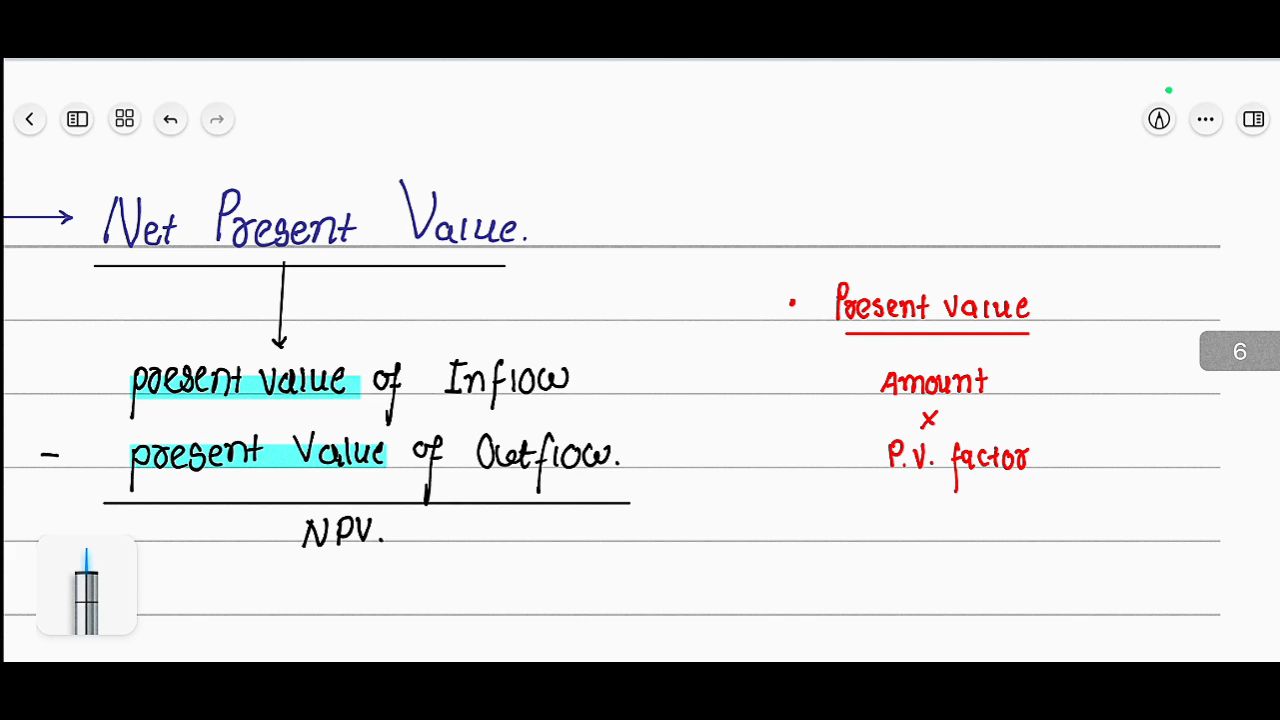 → Net Present Value.
present value of Inflow
- present Value of Outflow.
NPV.
• Present value
Amount
×
P.V. factor
6